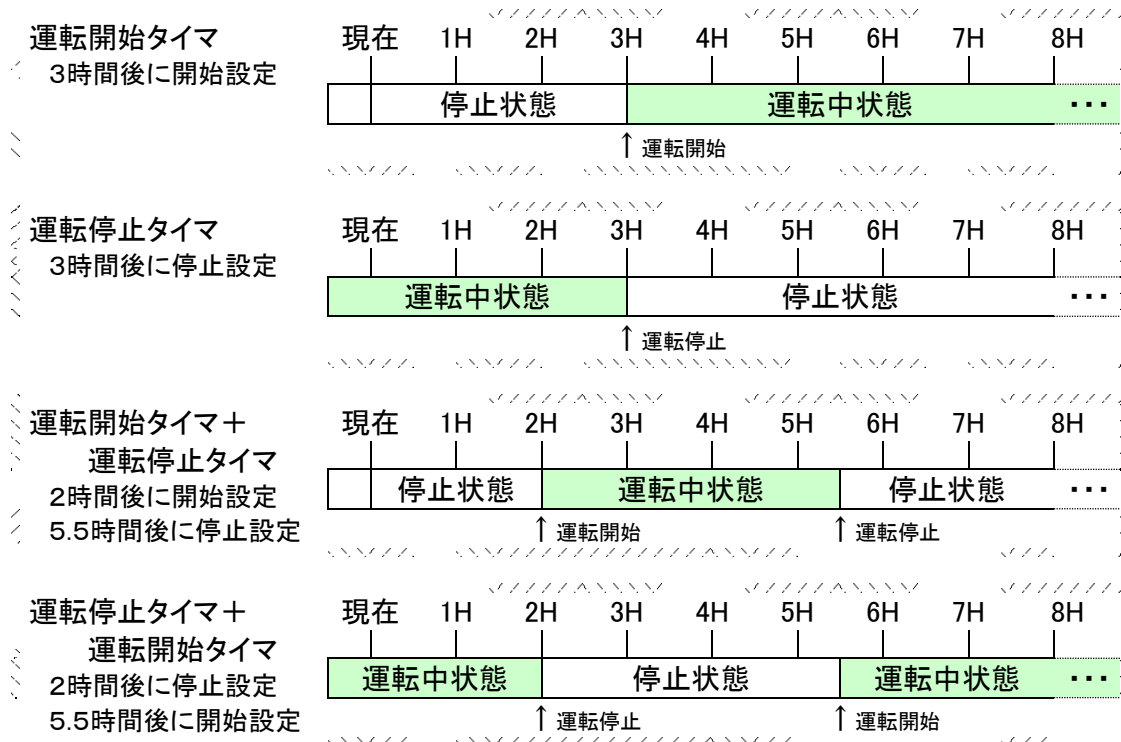 運転開始タイマ
3時間後に開始設定
現在 1H 2H 3H 4H 5H 6H 7H 8H
停止状態 運転中状態 ・・・
↑ 運転開始
運転停止タイマ
3時間後に停止設定
現在 1H 2H 3H 4H 5H 6H 7H 8H
運転中状態 停止状態 ・・・
↑ 運転停止
運転開始タイマ＋
運転停止タイマ
2時間後に開始設定
5.5時間後に停止設定
現在 1H 2H 3H 4H 5H 6H 7H 8H
停止状態 運転中状態 停止状態 ・・・
↑ 運転開始 ↑ 運転停止
運転停止タイマ＋
運転開始タイマ
2時間後に停止設定
5.5時間後に開始設定
現在 1H 2H 3H 4H 5H 6H 7H 8H
運転中状態 停止状態 運転中状態 ・・・
↑ 運転停止 ↑ 運転開始